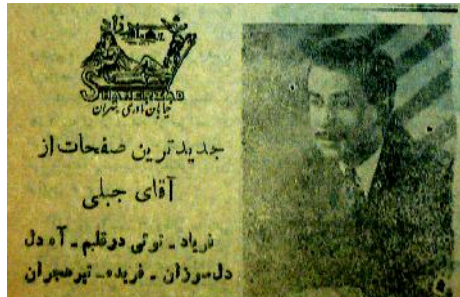 شهرزاد
SHAHRZAD
خیابان نادری تهران
جدیدترین صفحات از
آقای جبلی
فریاد - توئی در قلبم - آه دل
دل سوزان - فریده - تیر هجران